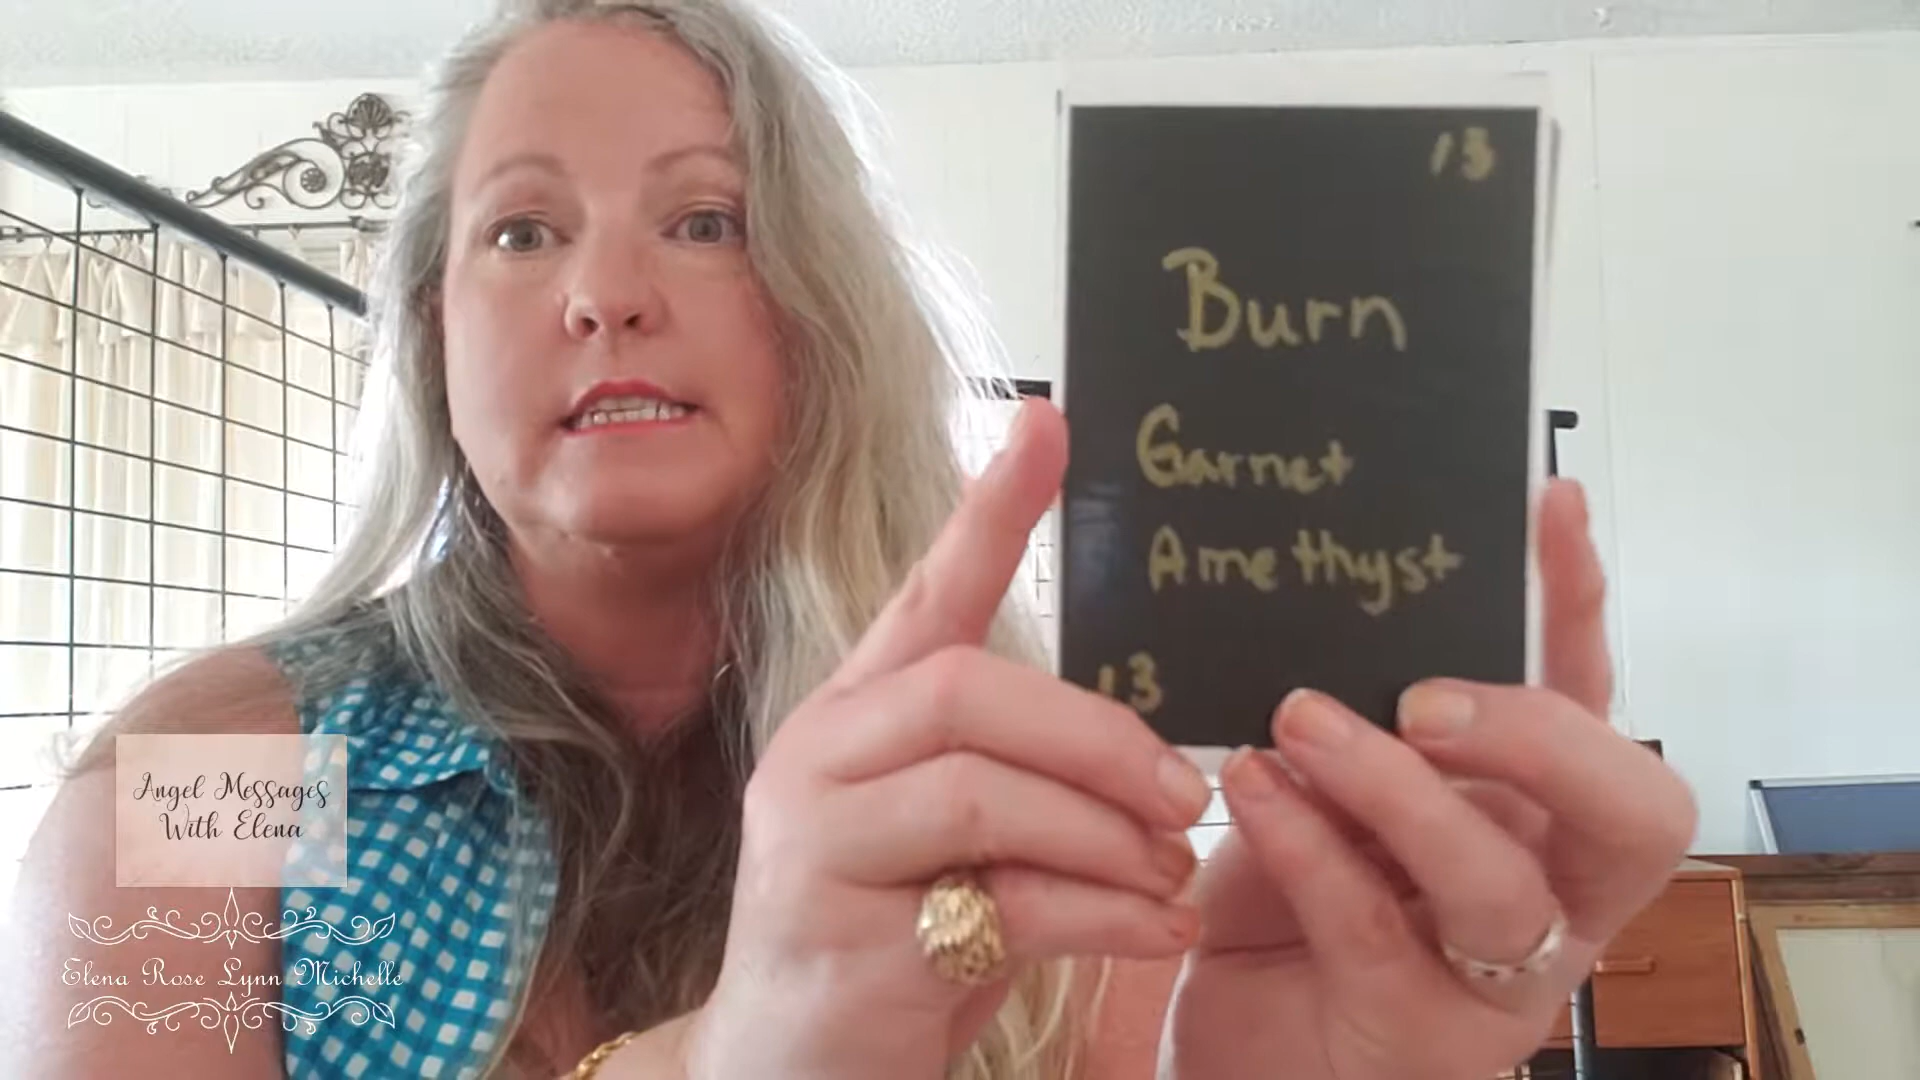 13
Burn
Garnet
Amethyst
13
Angel Messages
With Elena
Elena Rose Lynn Michelle